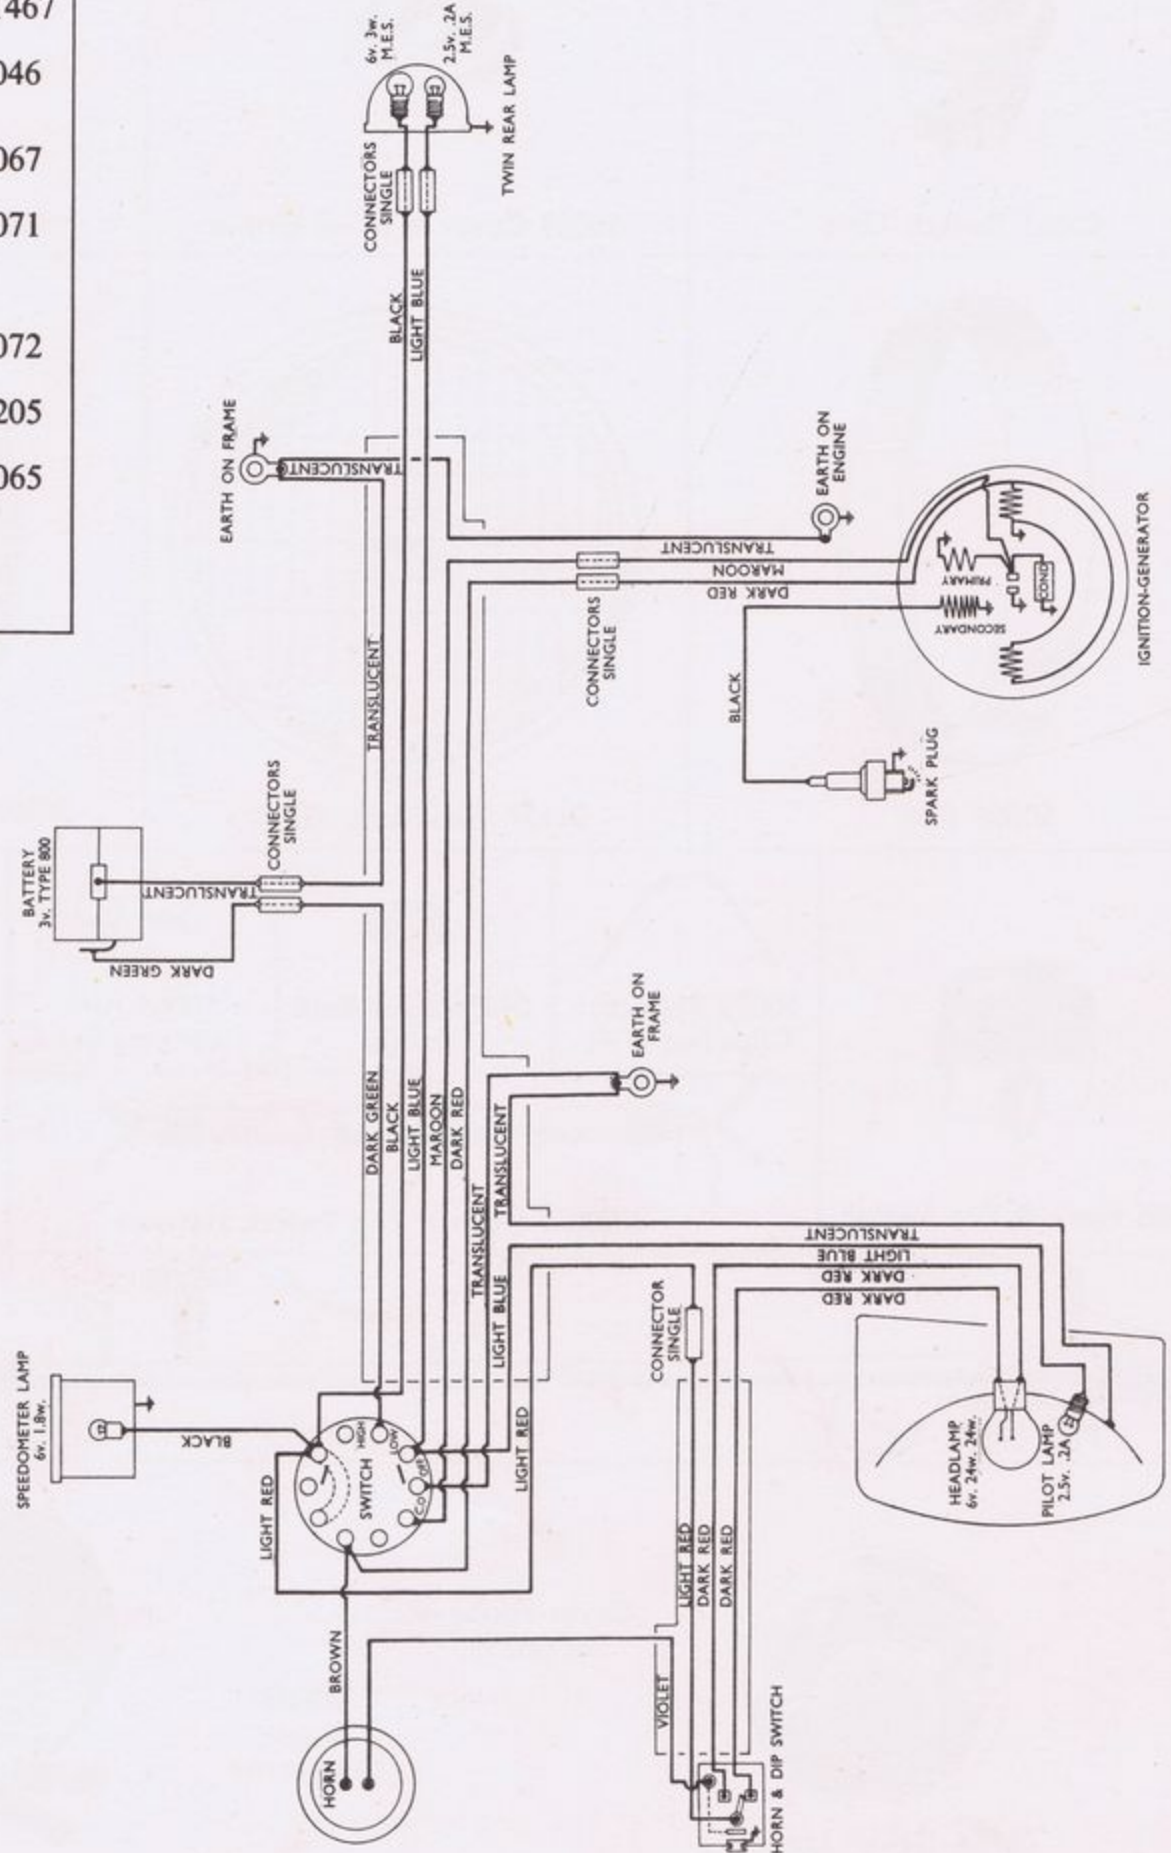 467
046
067
071
072
205
065
6v. 3w.
M.E.S.
2.5v. .2A
M.E.S.
TWIN REAR LAMP
CONNECTORS
SINGLE
BLACK
LIGHT BLUE
EARTH ON FRAME
TRANSLUCENT
EARTH ON
ENGINE
TRANSLUCENT
MAROON
DARK RED
CONNECTORS
SINGLE
PRIMARY
SECONDARY
COND
IGNITION-GENERATOR
BLACK
SPARK PLUG
TRANSLUCENT
BATTERY
3v. TYPE 800
CONNECTORS
SINGLE
TRANSLUCENT
DARK GREEN
EARTH ON
FRAME
DARK GREEN
BLACK
LIGHT BLUE
MAROON
DARK RED
TRANSLUCENT
TRANSLUCENT
LIGHT BLUE
LIGHT RED
TRANSLUCENT
LIGHT BLUE
DARK RED
DARK RED
CONNECTOR
SINGLE
SPEEDOMETER LAMP
6v. 1.8w.
BLACK
LIGHT RED
SWITCH
HIGH
LOW
OFF
C.O
HEADLAMP
6v. 24w. 24w.
PILOT LAMP
2.5v. .2A
LIGHT RED
DARK RED
DARK RED
BROWN
HORN
VIOLET
HORN & DIP SWITCH